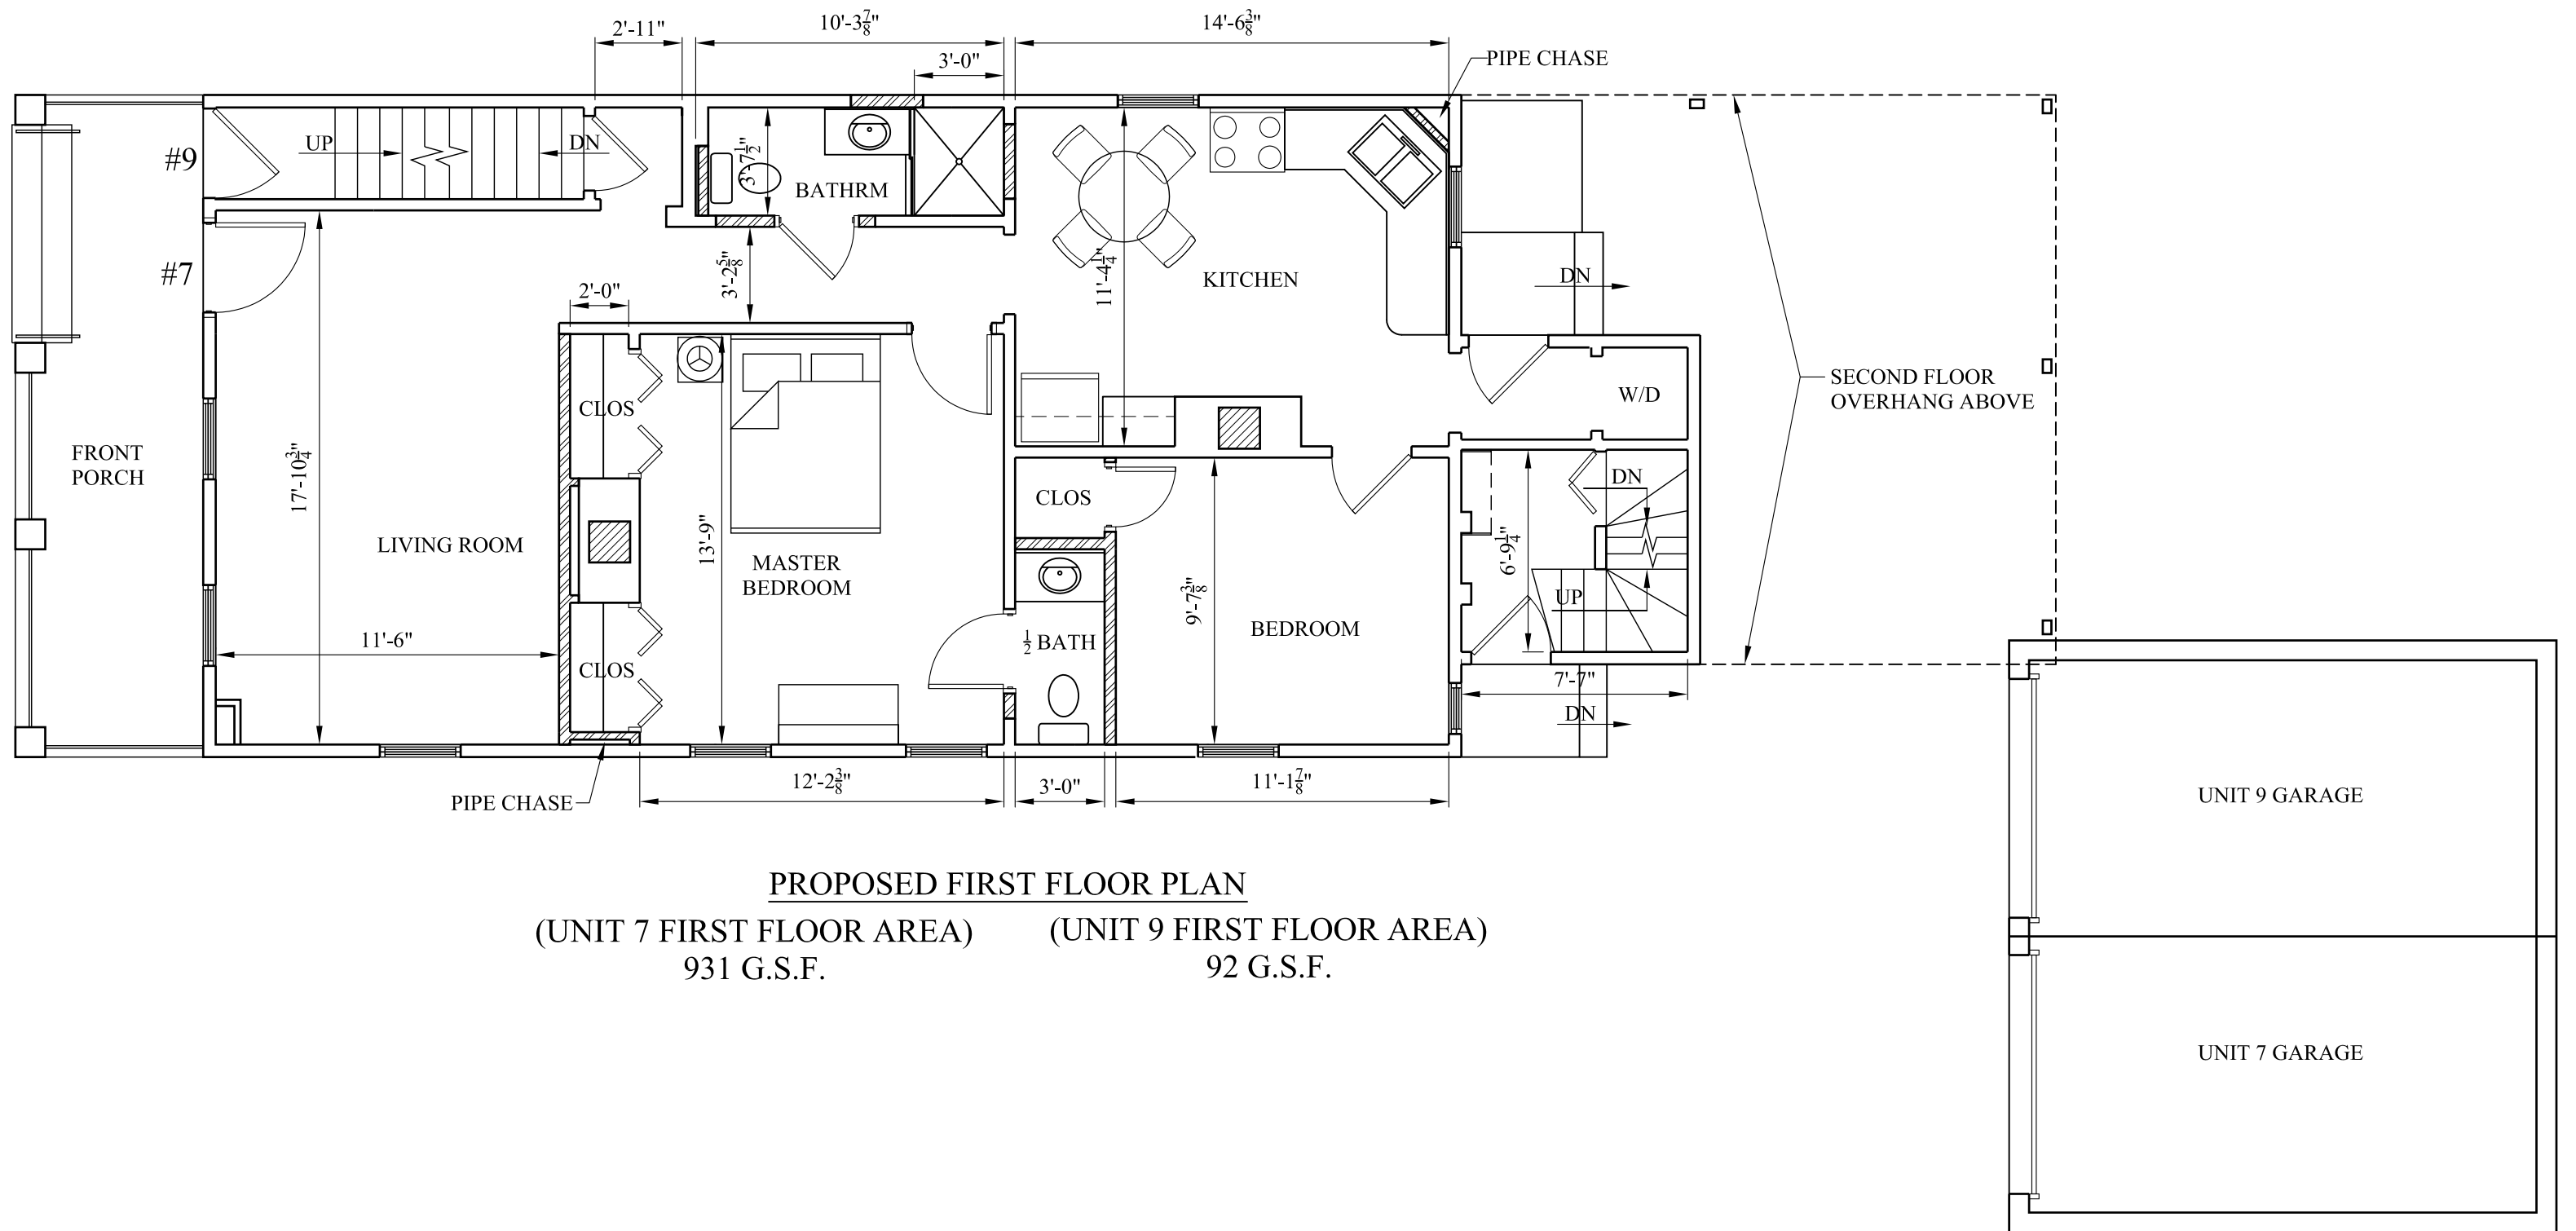 2'-11"
10'-3 7/8"
14'-6 3/8"
3'-0"
PIPE CHASE
#9
UP
DN
3'-7 1/2"
BATHRM
#7
3'-2 5/8"
11'-4 1/4"
KITCHEN
DN
2'-0"
CLOS
W/D
SECOND FLOOR
OVERHANG ABOVE
FRONT
PORCH
17'-10 3/4"
LIVING ROOM
13'-9"
MASTER
BEDROOM
CLOS
DN
6'-9 1/4"
9'-7 3/8"
UP
11'-6"
1/2 BATH
BEDROOM
CLOS
7'-7"
DN
12'-2 3/8"
3'-0"
11'-1 7/8"
PIPE CHASE
UNIT 9 GARAGE
PROPOSED FIRST FLOOR PLAN
(UNIT 7 FIRST FLOOR AREA)
931 G.S.F.
(UNIT 9 FIRST FLOOR AREA)
92 G.S.F.
UNIT 7 GARAGE